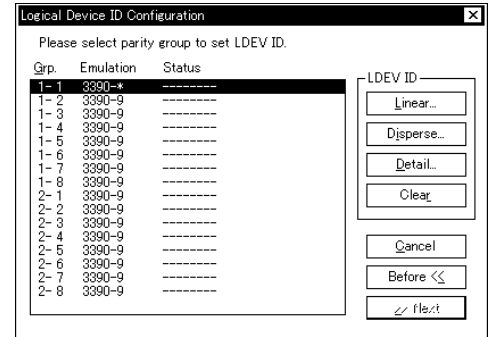 Logical Device ID Configuration
Please select parity group to set LDEV ID.
Grp. Emulation Status
1- 1 3390-* --------
1- 2 3390-9 --------
1- 3 3390-9 --------
1- 4 3390-9 --------
1- 5 3390-9 --------
1- 6 3390-9 --------
1- 7 3390-9 --------
1- 8 3390-9 --------
2- 1 3390-9 --------
2- 2 3390-9 --------
2- 3 3390-9 --------
2- 4 3390-9 --------
2- 5 3390-9 --------
2- 6 3390-9 --------
2- 7 3390-9 --------
2- 8 3390-9 --------
LDEV ID
Linear...
Disperse...
Detail...
Clear
Cancel
Before <<